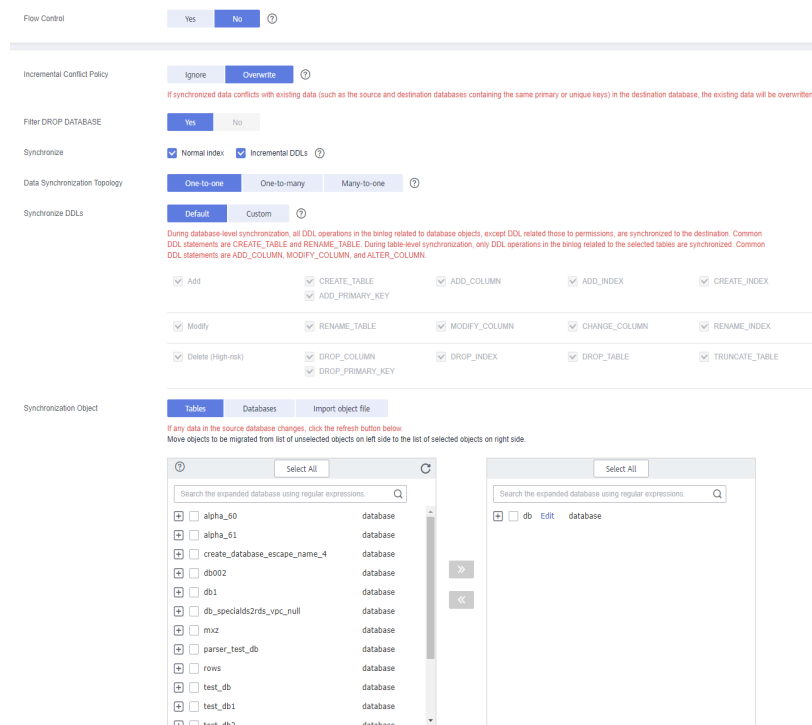 Flow Control Yes No
Incremental Conflict Policy Ignore Overwrite
If synchronized data conflicts with existing data (such as the source and destination databases containing the same primary or unique keys) in the destination database, the existing data will be overwritten
Filter DROP DATABASE Yes No
Synchronize Normal index Incremental DDLs
Data Synchronization Topology One-to-one One-to-many Many-to-one
Synchronize DDLs Default Custom
During database-level synchronization, all DDL operations in the binlog related to database objects, except DDL related those to permissions, are synchronized to the destination. Common
DDL statements are CREATE_TABLE and RENAME_TABLE. During table-level synchronization, only DDL operations in the binlog related to the selected tables are synchronized. Common
DDL statements are ADD_COLUMN, MODIFY_COLUMN, and ALTER_COLUMN.
Add CREATE_TABLE ADD_COLUMN ADD_INDEX CREATE_INDEX
ADD_PRIMARY_KEY
Modify RENAME_TABLE MODIFY_COLUMN CHANGE_COLUMN RENAME_INDEX
Delete (High-risk) DROP_COLUMN DROP_INDEX DROP_TABLE TRUNCATE_TABLE
DROP_PRIMARY_KEY
Synchronization Object Tables Databases Import object file
If any data in the source database changes, click the refresh button below.
Move objects to be migrated from list of unselected objects on left side to the list of selected objects on right side.
Select All
Search the expanded database using regular expressions.
alpha_60 database
alpha_61 database
create_database_escape_name_4 database
db002 database
db1 database
db_specialds2rds_vpc_null database
mxz database
parser_test_db database
rows database
test_db database
test_db1 database
test_db2 database
Select All
Search the expanded database using regular expressions.
db Edit database